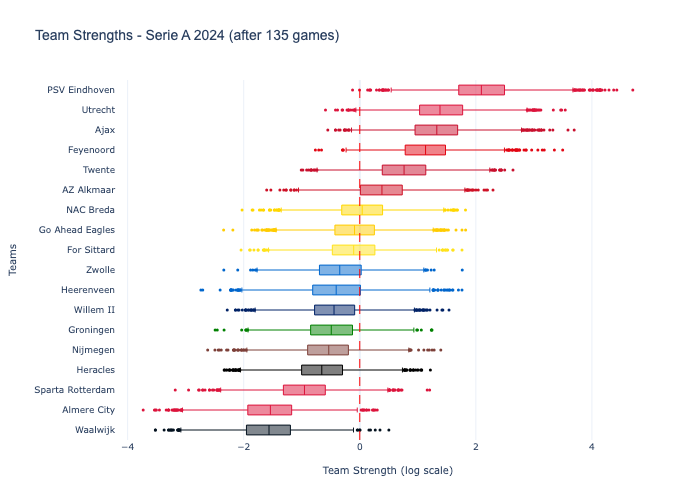 Team Strengths - Serie A 2024 (after 135 games)
PSV Eindhoven
Utrecht
Ajax
Feyenoord
Twente
AZ Alkmaar
NAC Breda
Go Ahead Eagles
For Sittard
Zwolle
Heerenveen
Willem II
Groningen
Nijmegen
Heracles
Sparta Rotterdam
Almere City
Waalwijk
Teams
−4 −2 0 2 4
Team Strength (log scale)